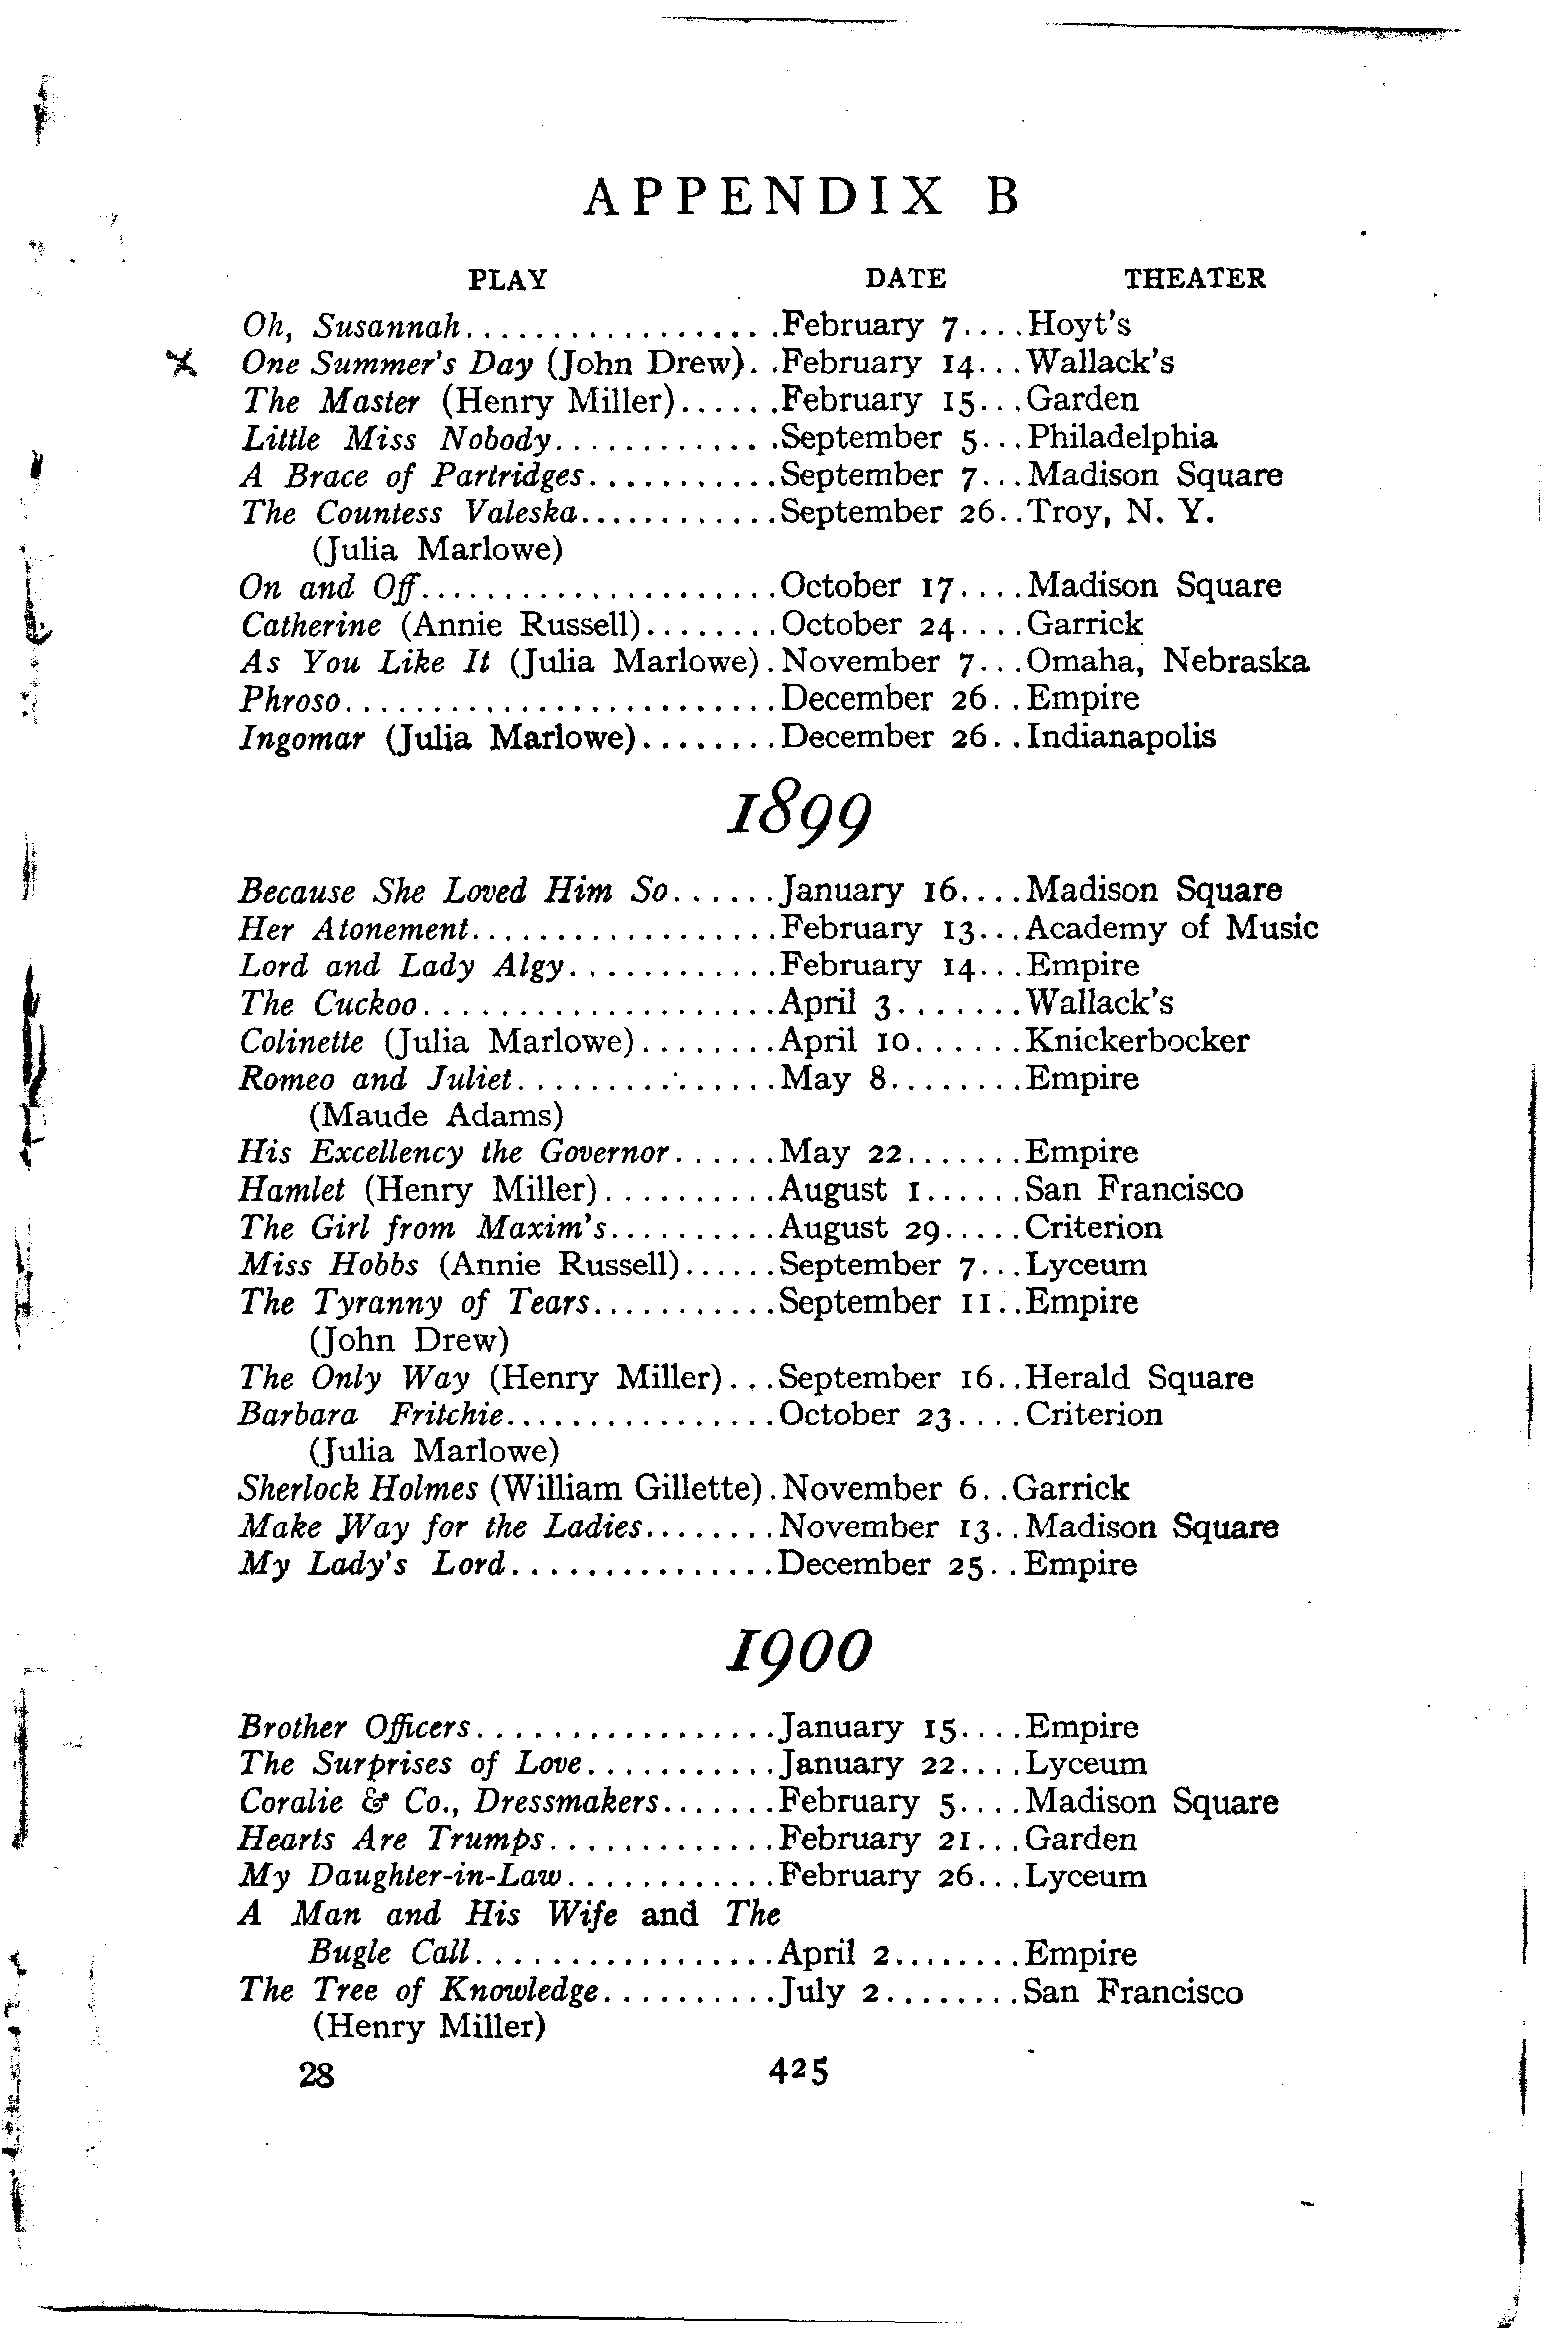 APPENDIX B
PLAY DATE THEATER
Oh, Susannah...................February 7....Hoyt's
One Summer's Day (John Drew)..February 14...Wallack's
The Master (Henry Miller)......February 15...Garden
Little Miss Nobody..............September 5...Philadelphia
A Brace of Partridges............September 7...Madison Square
The Countess Valeska............September 26..Troy, N. Y.
(Julia Marlowe)
On and Off......................October 17....Madison Square
Catherine (Annie Russell)........October 24....Garrick
As You Like It (Julia Marlowe).November 7...Omaha, Nebraska
Phroso...........................December 26..Empire
Ingomar (Julia Marlowe)........December 26..Indianapolis
1899
Because She Loved Him So......January 16....Madison Square
Her Atonement...................February 13...Academy of Music
Lord and Lady Algy.............February 14...Empire
The Cuckoo......................April 3........Wallack's
Colinette (Julia Marlowe)........April 10......Knickerbocker
Romeo and Juliet................May 8........Empire
(Maude Adams)
His Excellency the Governor......May 22.......Empire
Hamlet (Henry Miller)...........August 1......San Francisco
The Girl from Maxim's...........August 29.....Criterion
Miss Hobbs (Annie Russell)......September 7...Lyceum
The Tyranny of Tears............September 11..Empire
(John Drew)
The Only Way (Henry Miller)...September 16..Herald Square
Barbara Fritchie.................October 23....Criterion
(Julia Marlowe)
Sherlock Holmes (William Gillette).November 6..Garrick
Make Way for the Ladies........November 13..Madison Square
My Lady's Lord................December 25..Empire
1900
Brother Officers...................January 15....Empire
The Surprises of Love............January 22....Lyceum
Coralie & Co., Dressmakers.......February 5....Madison Square
Hearts Are Trumps..............February 21...Garden
My Daughter-in-Law.............February 26...Lyceum
A Man and His Wife and The
Bugle Call...................April 2........Empire
The Tree of Knowledge...........July 2.........San Francisco
(Henry Miller)
28 425